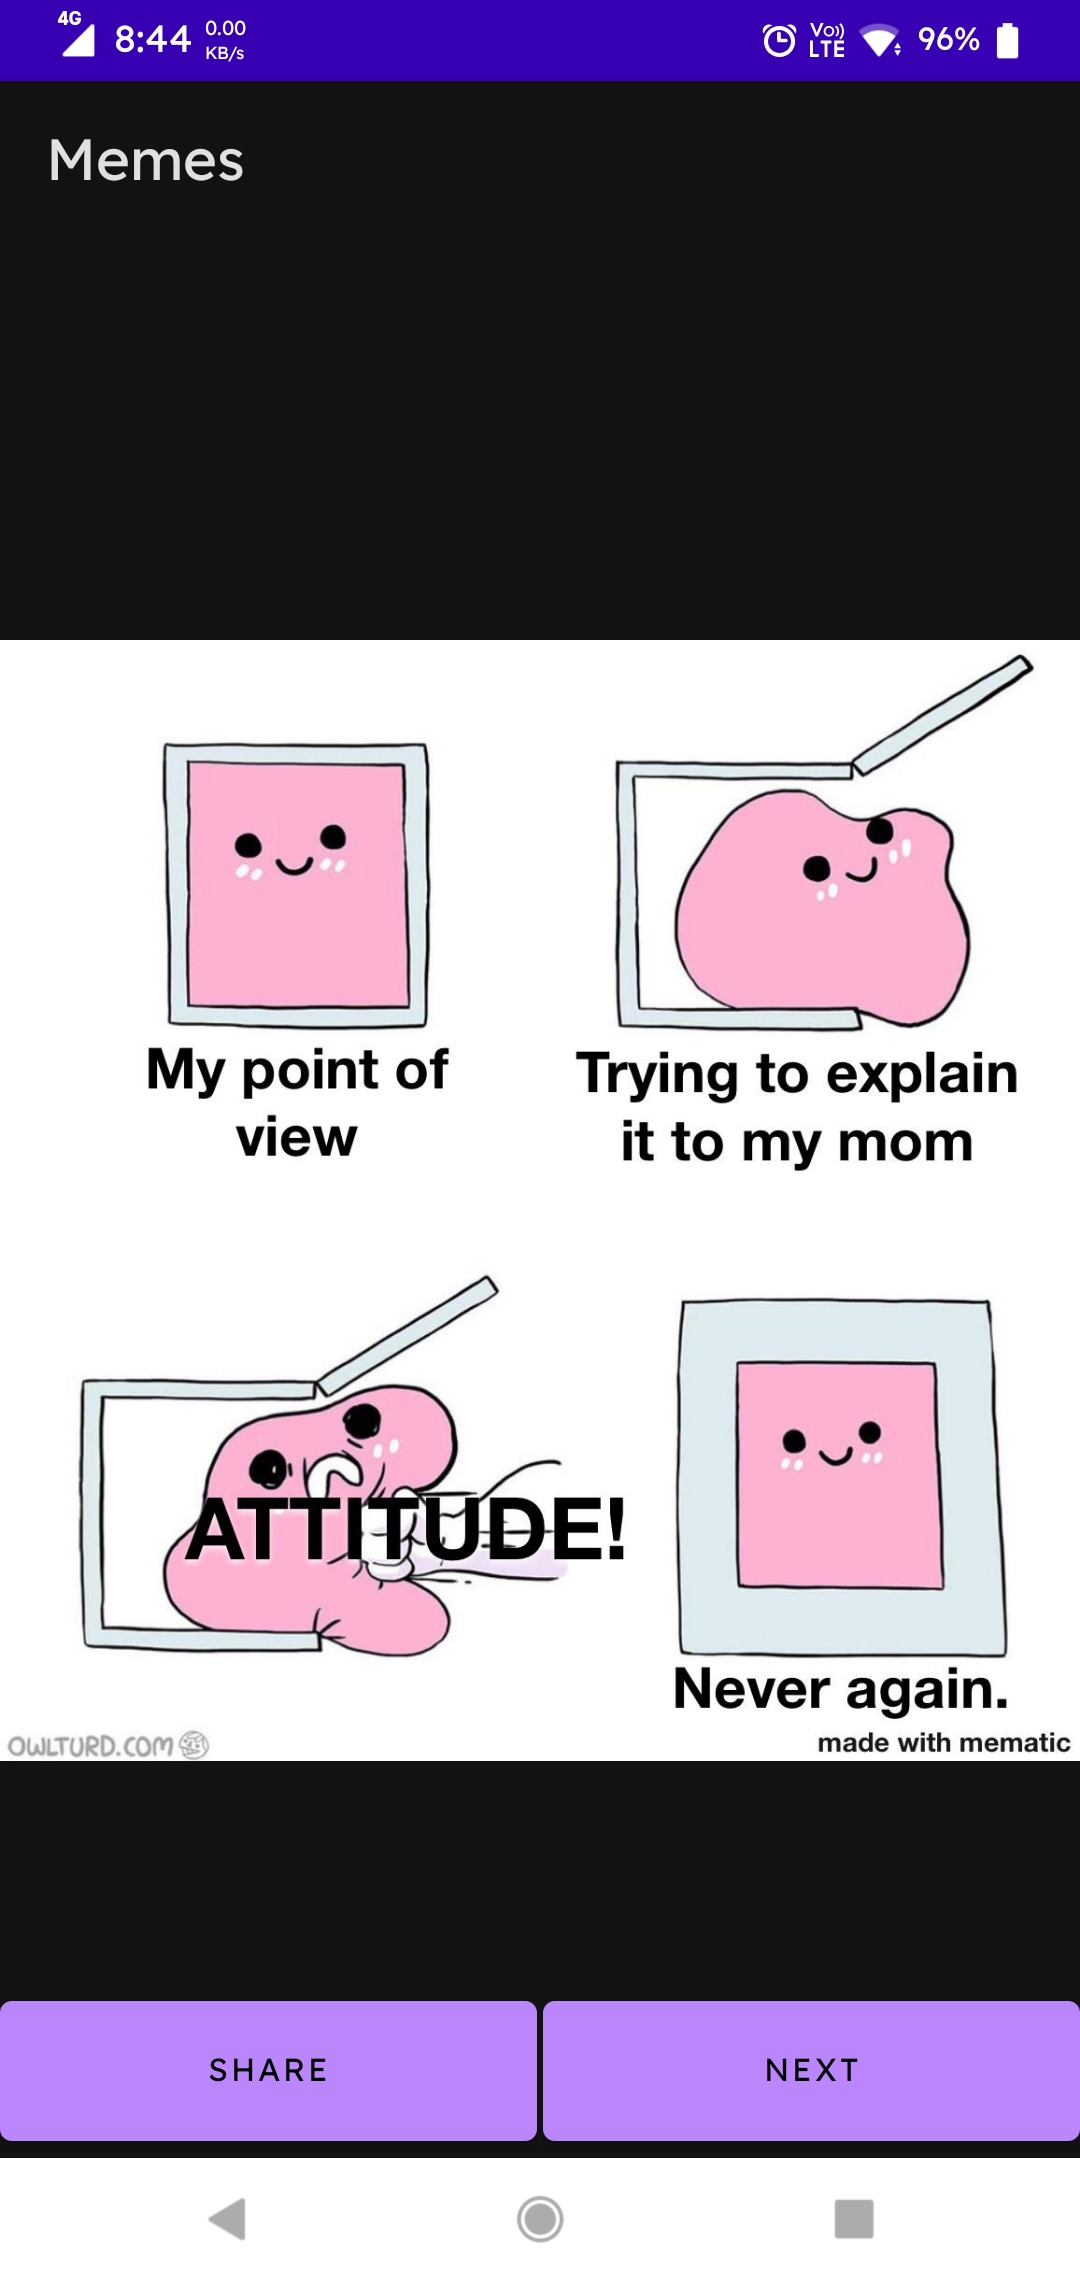 4G
8:44
0.00
KB/s
Vo))
LTE
96%
Memes
My point of
view
Trying to explain
it to my mom
ATTITUDE!
Never again.
OWLTURD.COM
made with mematic
SHARE
NEXT